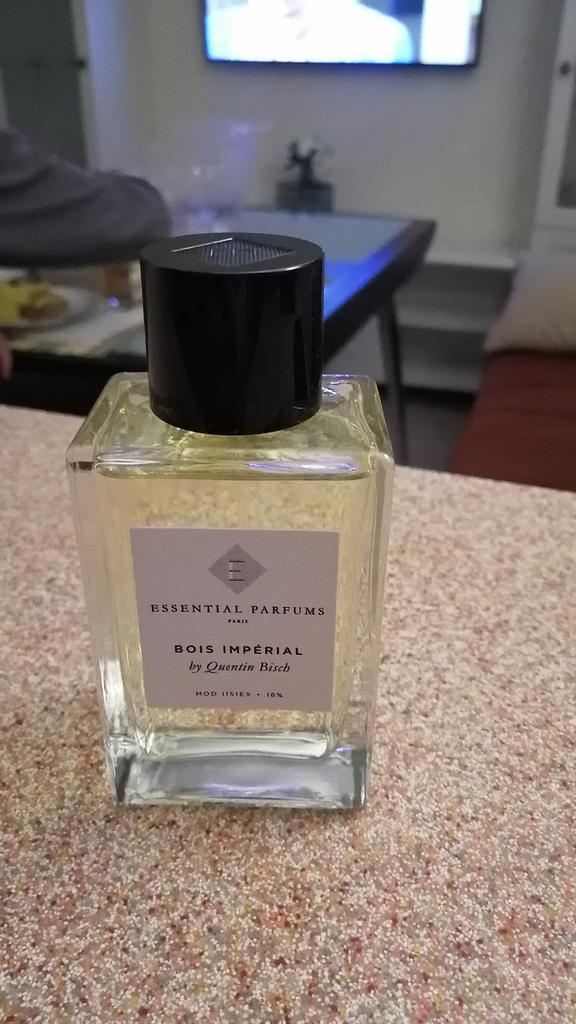 E
ESSENTIAL PARFUMS
PARIS
BOIS IMPÉRIAL
by Quentin Bisch
MOD 1151EX • 16%